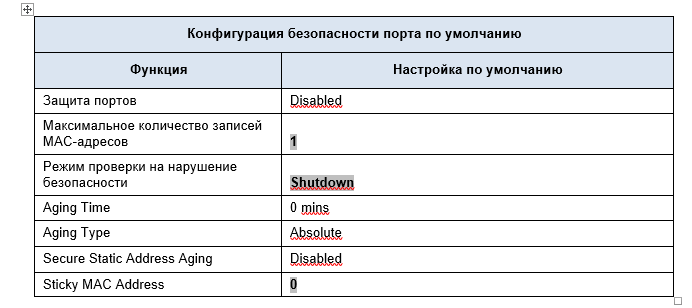 Конфигурация безопасности порта по умолчанию
Функция
Настройка по умолчанию
Защита портов
Disabled
Максимальное количество записей
MAC-адресов
1
Режим проверки на нарушение
безопасности
Shutdown
Aging Time
0 mins
Aging Type
Absolute
Secure Static Address Aging
Disabled
Sticky MAC Address
0